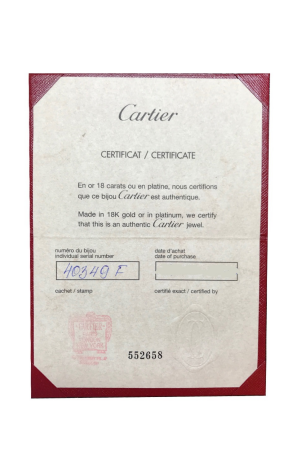 Cartier
CERTIFICAT / CERTIFICATE
En or 18 carats ou en platine, nous certifions
que ce bijou Cartier est authentique.
Made in 18K gold or in platinum, we certify
that this is an authentic Cartier jewel.
numéro du bijou
individual serial number
40349 F
date d'achat
date of purchase
cachet / stamp
certifié exact / certified by
552658